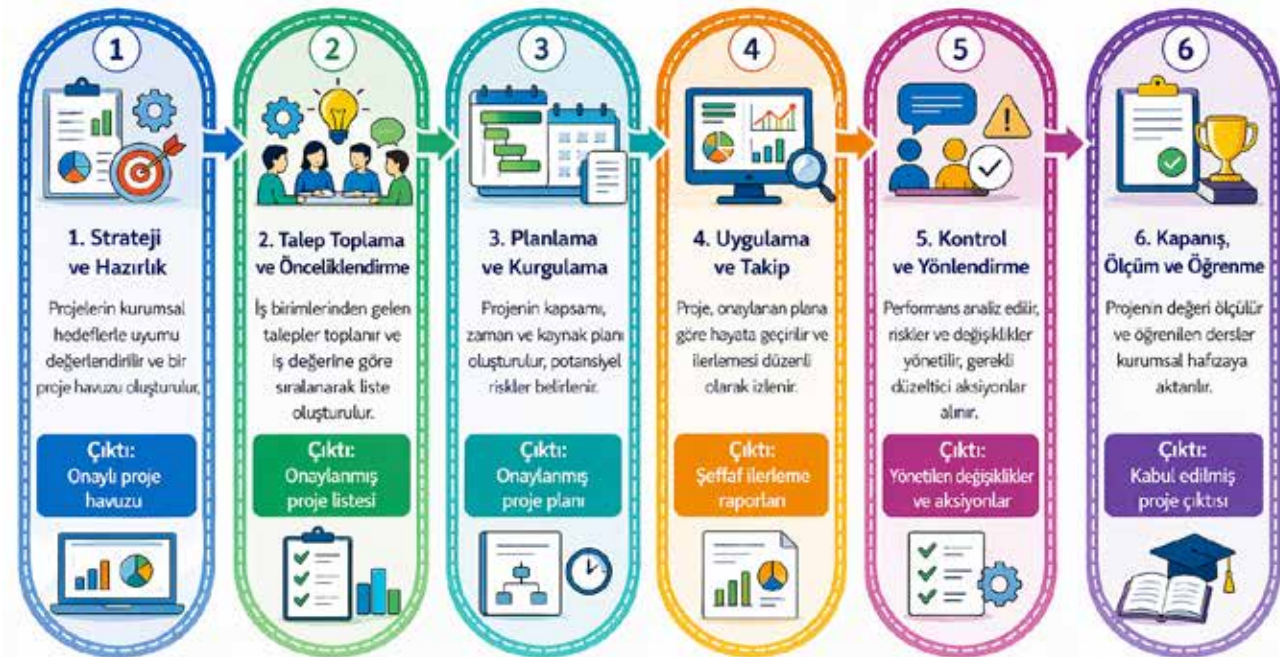 1
1. Strateji
ve Hazırlık
Projelerin kurumsal
hedeflerle uyumu
değerlendirilir ve bir
proje havuzu oluşturulur.
Çıktı:
Onaylı proje
havuzu
2
2. Talep Toplama
ve Önceliklendirme
İş birimlerinden gelen
talepler toplanır ve
iş değerine göre
sıralanarak liste
oluşturulur.
Çıktı:
Onaylanmış
proje listesi
3
3. Planlama
ve Kurgulama
Projenin kapsamı,
zaman ve kaynak planı
oluşturulur, potansiyel
riskler belirlenir.
Çıktı:
Onaylanmış
proje planı
4
4. Uygulama
ve Takip
Proje, onaylanan plana
göre hayata geçirilir ve
ilerlemesi düzenli
olarak izlenir.
Çıktı:
Şeffaf ilerleme
raporları
5
5. Kontrol
ve Yönlendirme
Performans analiz edilir,
riskler ve değişiklikler
yönetilir, gerekli
düzeltici aksiyonlar
alınır.
Çıktı:
Yönetilen değişiklikler
ve aksiyonlar
6
6. Kapanış,
Ölçüm ve Öğrenme
Projenin değeri ölçülür
ve öğrenilen dersler
kurumsal hafızaya
aktarılır.
Çıktı:
Kabul edilmiş
proje çıktısı